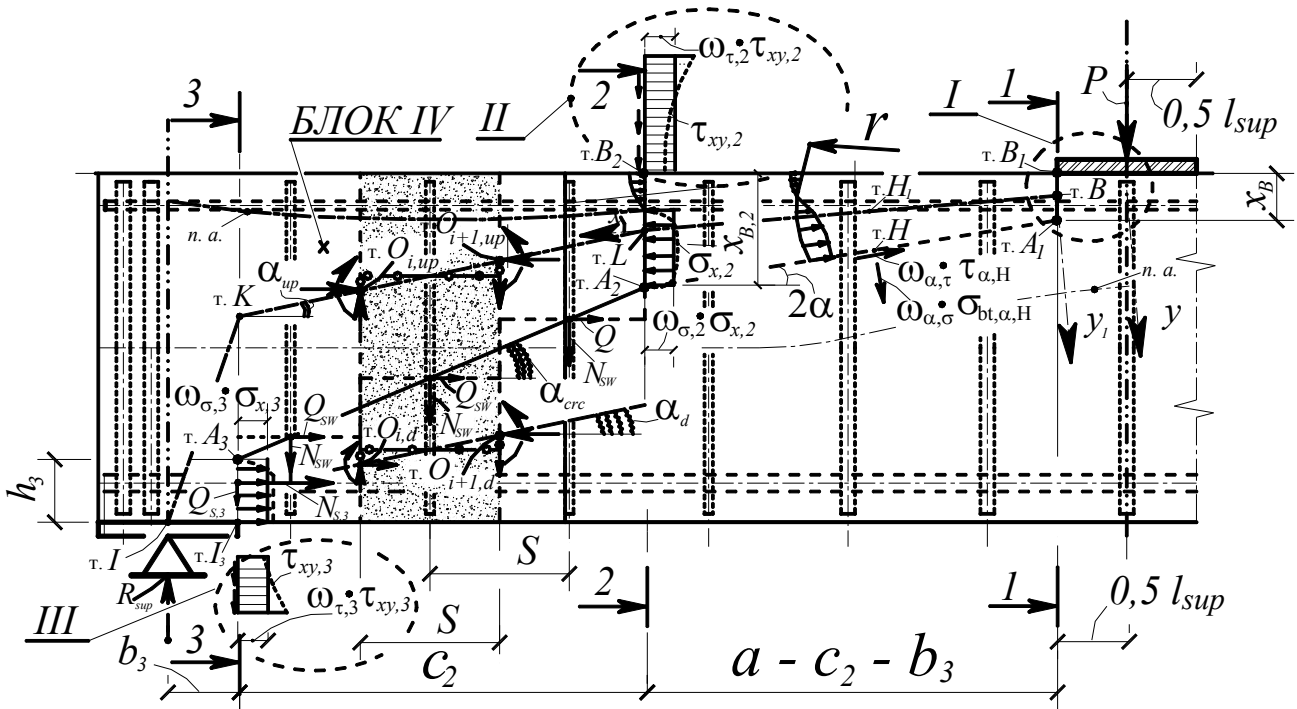 3
БЛОК IV
II
2
ω_τ,2 · τ_xy,2
τ_xy,2
r
I
1
P
0,5 l_sup
т. B_2
т. B_1
т. B
x_B
n. a.
т. O_i,up
O_i+1,up
т. L
x_B,2
т. H_1
т. H
т. A_1
α_up
т. K
т. A_2
σ_x,2
2α
ω_α,τ · τ_α,H
ω_α,σ · σ_bt,α,H
n. a.
ω_σ,2 · σ_x,2
Q
N_SW
y_1
y
ω_σ,3 · σ_x,3
Q_SW
N_SW
α_crc
Q_SW
N_SW
α_d
т. A_3
т. O_i,d
т. O_i+1,d
h_3
Q_S,3
N_S,3
т. I
т. I_3
S
R_sup
τ_xy,3
ω_τ,3 · τ_xy,3
III
3
2
1
0,5 l_sup
S
b_3
c_2
a - c_2 - b_3